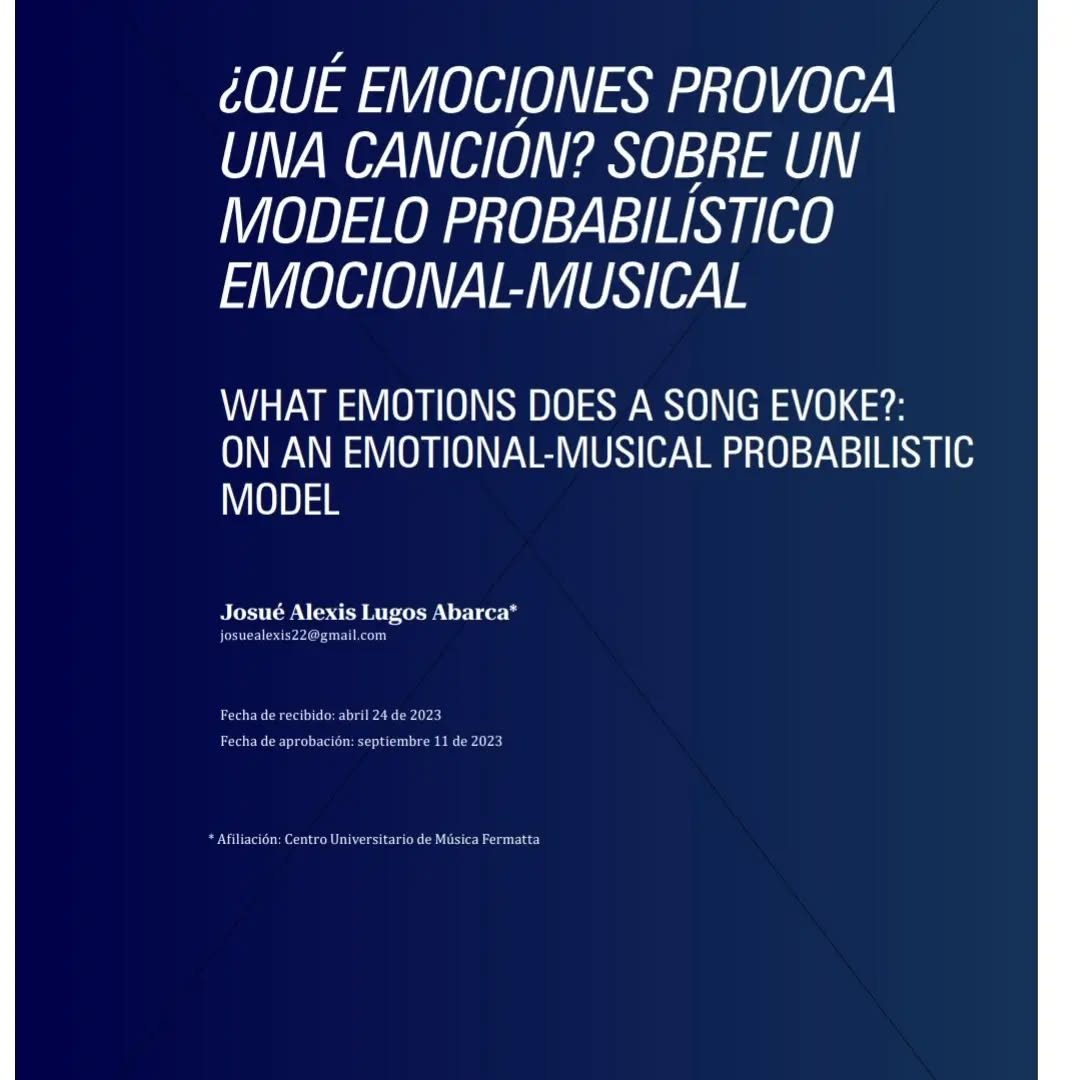 ¿QUÉ EMOCIONES PROVOCA
UNA CANCIÓN? SOBRE UN
MODELO PROBABILÍSTICO
EMOCIONAL-MUSICAL
WHAT EMOTIONS DOES A SONG EVOKE?:
ON AN EMOTIONAL-MUSICAL PROBABILISTIC
MODEL
Josué Alexis Lugos Abarca*
josuealexis22@gmail.com
Fecha de recibido: abril 24 de 2023
Fecha de aprobación: septiembre 11 de 2023
* Afiliación: Centro Universitario de Música Fermatta